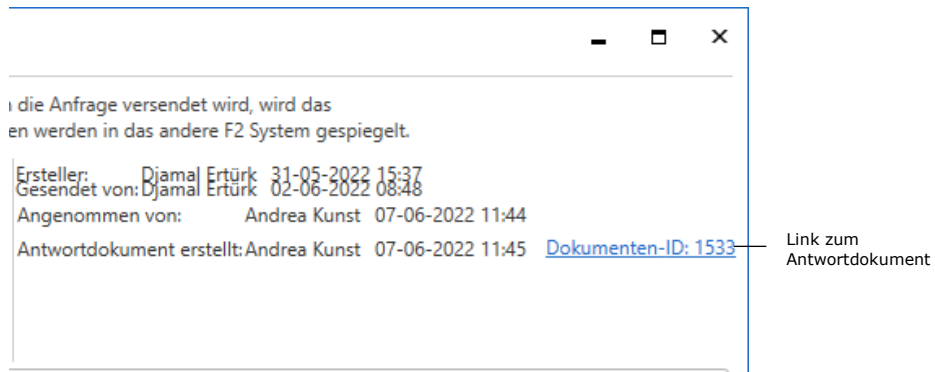 die Anfrage versendet wird, wird das
en werden in das andere F2 System gespiegelt.
Ersteller: Djamal Ertürk 31-05-2022 15:37
Gesendet von: Djamal Ertürk 02-06-2022 08:48
Angenommen von: Andrea Kunst 07-06-2022 11:44
Antwortdokument erstellt: Andrea Kunst 07-06-2022 11:45 Dokumenten-ID: 1533
Link zum
Antwortdokument